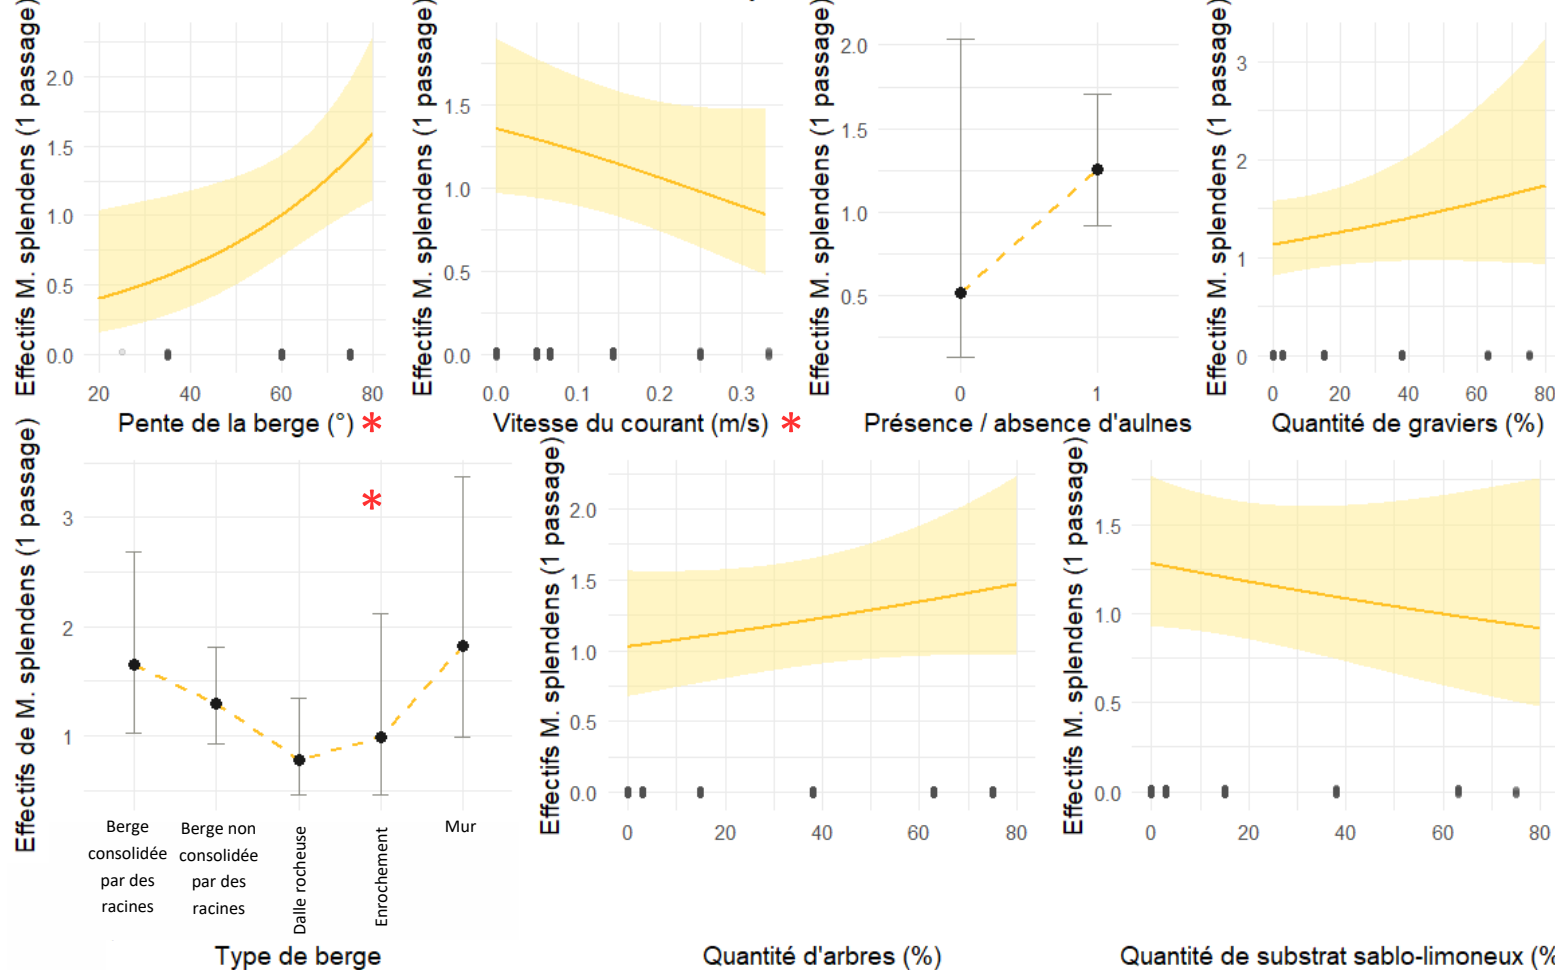 Effectifs M. splendens (1 passage)
2.0
1.5
1.0
0.5
0.0
20 40 60 80
Pente de la berge (°) *
Effectifs M. splendens (1 passage)
1.5
1.0
0.5
0.0
0.0 0.1 0.2 0.3
Vitesse du courant (m/s) *
Effectifs M. splendens (1 passage)
2.0
1.5
1.0
0.5
0 1
Présence / absence d'aulnes
Effectifs M. splendens (1 passage)
3
2
1
0
0 20 40 60 80
Quantité de graviers (%)
Effectifs de M. splendens (1 passage)
*
3
2
1
Berge
consolidée
par des
racines
Berge non
consolidée
par des
racines
Dalle rocheuse
Enrochement
Mur
Type de berge
Effectifs M. splendens (1 passage)
2.0
1.5
1.0
0.5
0.0
0 20 40 60 80
Quantité d'arbres (%)
Effectifs M. splendens (1 passage)
1.5
1.0
0.5
0.0
0 20 40 60 80
Quantité de substrat sablo-limoneux (%